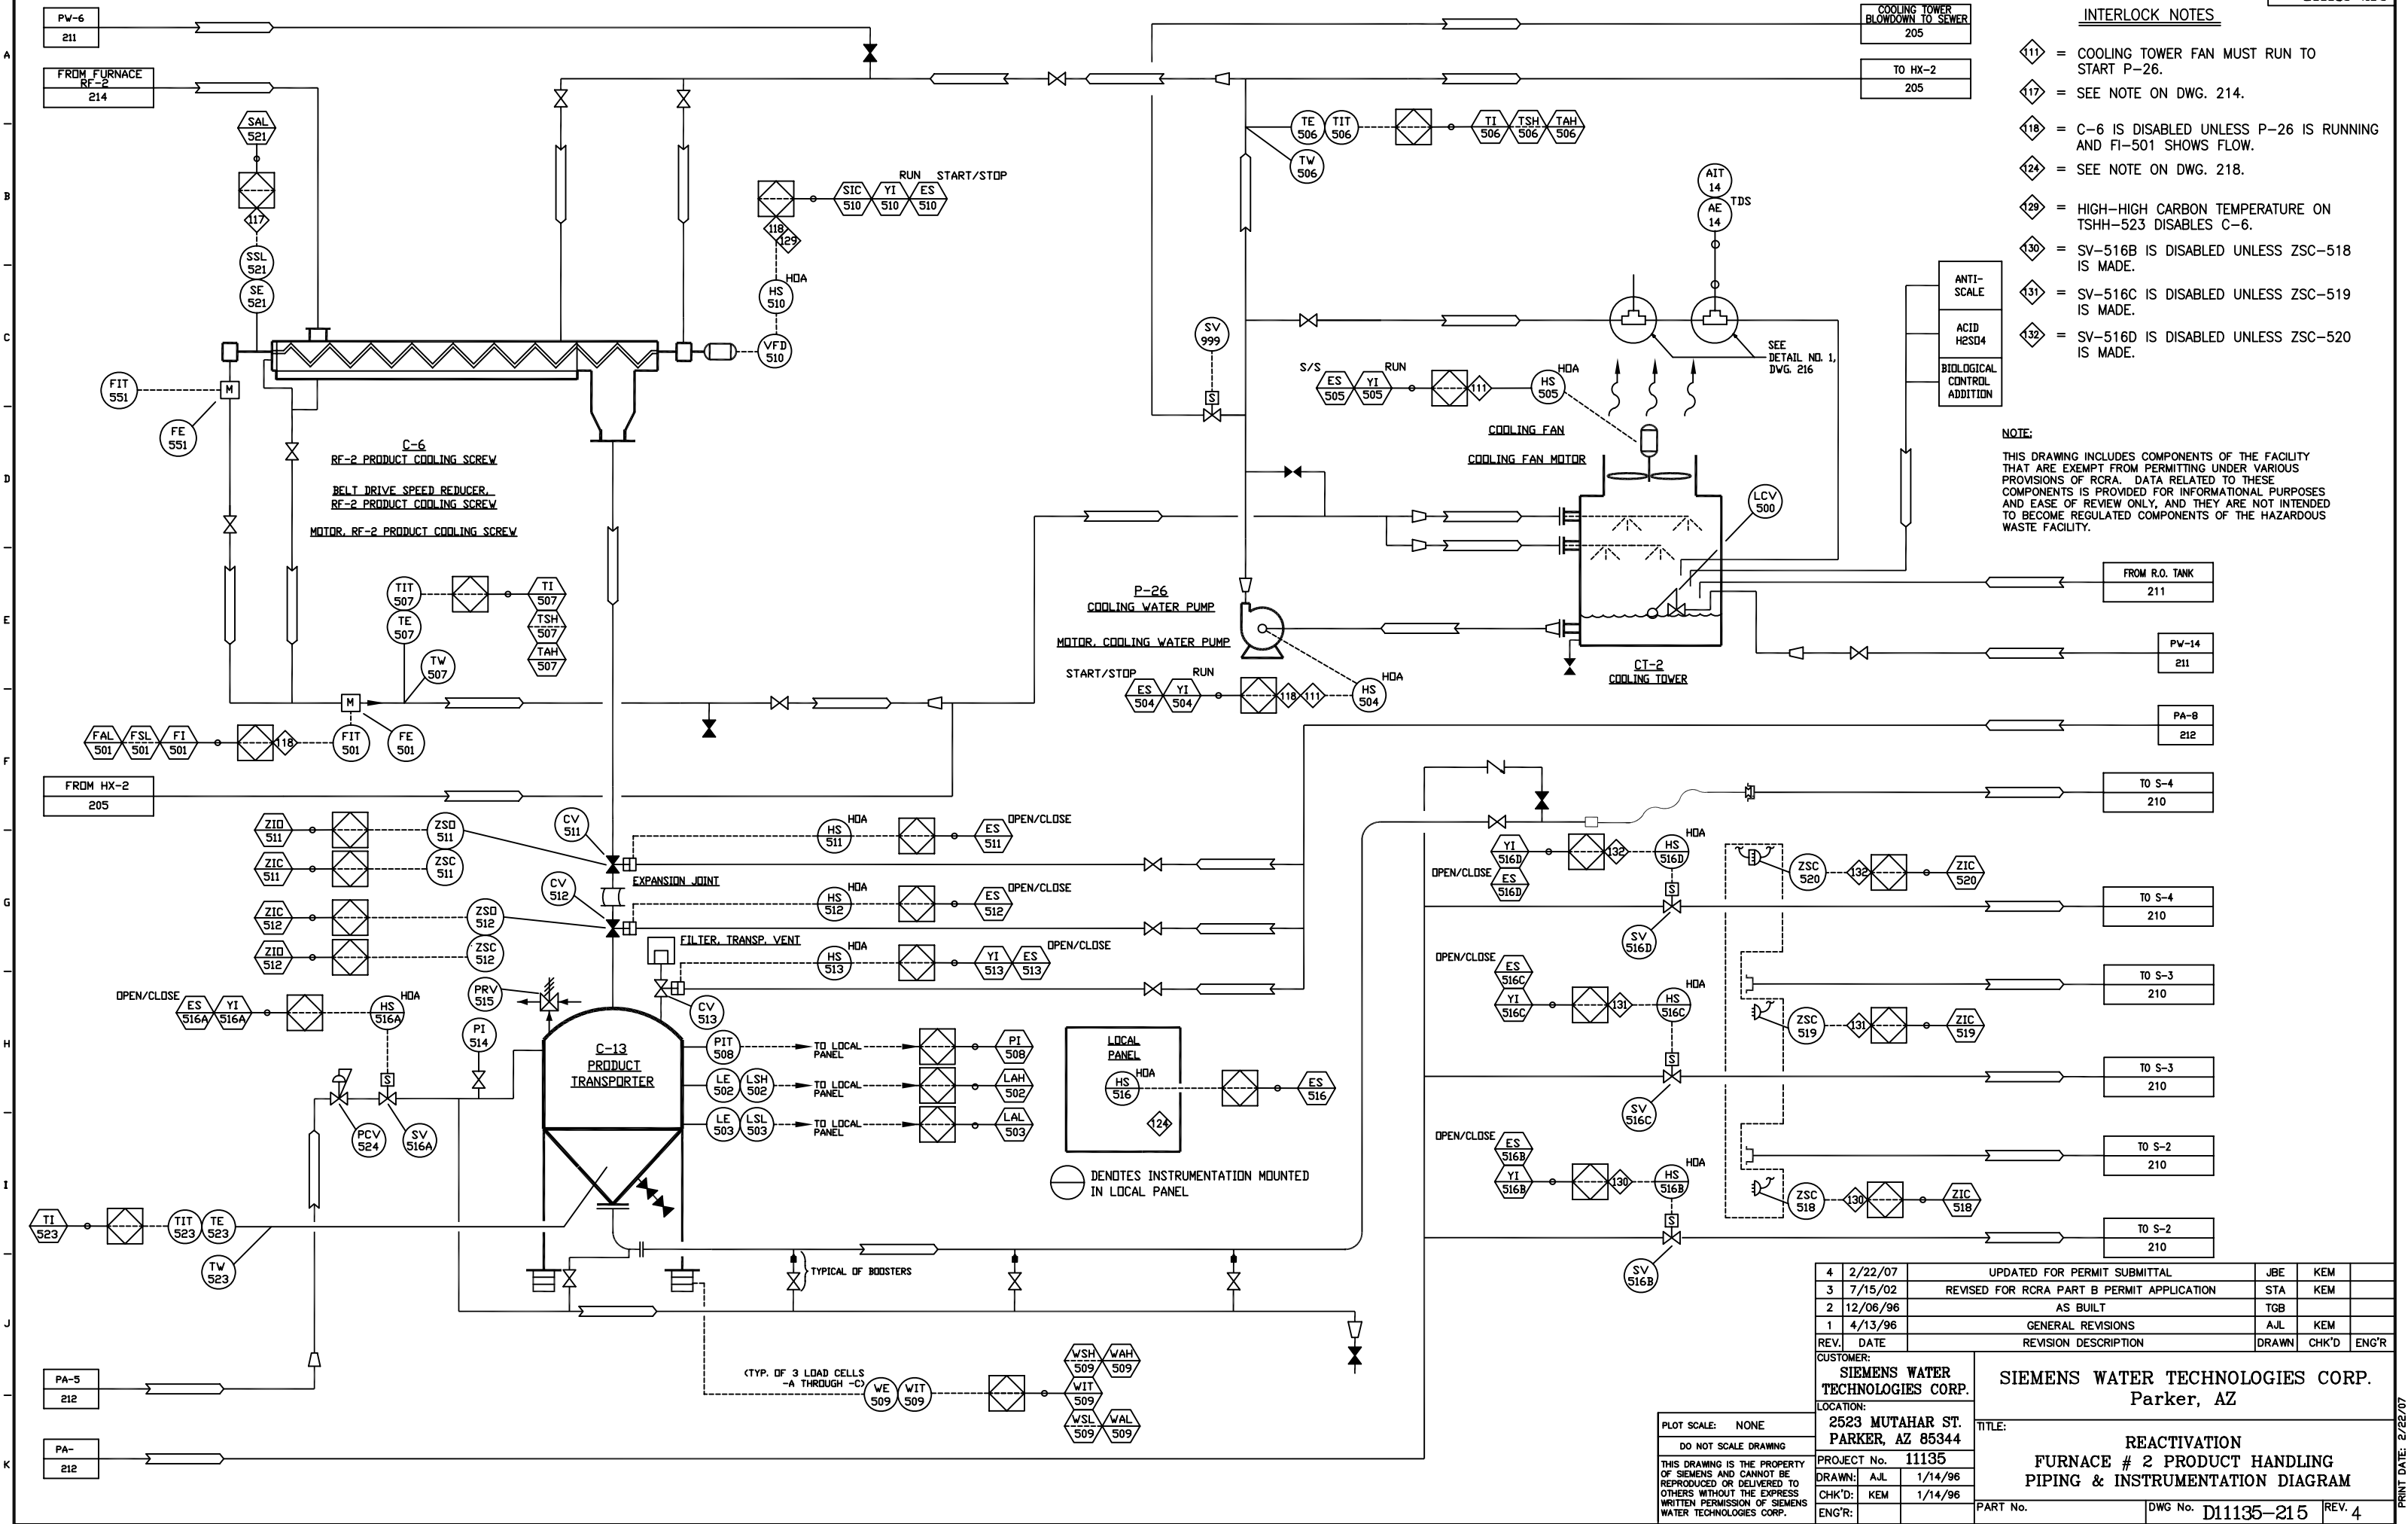 PW-6
211
FROM FURNACE
RF-2
214
COOLING TOWER
BLOWDOWN TO SEWER
205
TO HX-2
205
INTERLOCK NOTES
111 = COOLING TOWER FAN MUST RUN TO
START P-26.
117 = SEE NOTE ON DWG. 214.
118 = C-6 IS DISABLED UNLESS P-26 IS RUNNING
AND FI-501 SHOWS FLOW.
124 = SEE NOTE ON DWG. 218.
129 = HIGH-HIGH CARBON TEMPERATURE ON
TSHH-523 DISABLES C-6.
130 = SV-516B IS DISABLED UNLESS ZSC-518
IS MADE.
131 = SV-516C IS DISABLED UNLESS ZSC-519
IS MADE.
132 = SV-516D IS DISABLED UNLESS ZSC-520
IS MADE.
NOTE:
THIS DRAWING INCLUDES COMPONENTS OF THE FACILITY
THAT ARE EXEMPT FROM PERMITTING UNDER VARIOUS
PROVISIONS OF RCRA. DATA RELATED TO THESE
COMPONENTS IS PROVIDED FOR INFORMATIONAL PURPOSES
AND EASE OF REVIEW ONLY, AND THEY ARE NOT INTENDED
TO BECOME REGULATED COMPONENTS OF THE HAZARDOUS
WASTE FACILITY.
A
B
C
D
E
F
G
H
I
J
K
SAL
521
117
SSL
521
SE
521
RUN START/STOP
SIC
510
YI
510
ES
510
118
129
HOA
HS
510
VFD
510
FIT
551
M
FE
551
C-6
RF-2 PRODUCT COOLING SCREW
BELT DRIVE SPEED REDUCER,
RF-2 PRODUCT COOLING SCREW
MOTOR, RF-2 PRODUCT COOLING SCREW
TE
506
TIT
506
TI
506
TSH
506
TAH
506
TW
506
AIT
14
AE
14
TDS
SV
999
S
SEE
DETAIL NO. 1,
DWG. 216
S/S RUN
ES
505
YI
505
111
HOA
HS
505
COOLING FAN
COOLING FAN MOTOR
LCV
500
ANTI-
SCALE
ACID
H2SO4
BIOLOGICAL
CONTROL
ADDITION
FROM R.O. TANK
211
PW-14
211
PA-8
212
TIT
507
TE
507
TI
507
TSH
507
TAH
507
TW
507
P-26
COOLING WATER PUMP
MOTOR, COOLING WATER PUMP
START/STOP RUN
ES
504
YI
504
118
111
HOA
HS
504
CT-2
COOLING TOWER
M
FAL
501
FSL
501
FI
501
118
FIT
501
FE
501
FROM HX-2
205
ZIO
511
ZSO
511
ZIC
511
ZSC
511
CV
511
HOA
HS
511
OPEN/CLOSE
ES
511
EXPANSION JOINT
CV
512
ZIC
512
ZSO
512
ZIO
512
ZSC
512
HOA
HS
512
OPEN/CLOSE
ES
512
FILTER, TRANSP. VENT
HOA
HS
513
OPEN/CLOSE
YI
513
ES
513
CV
513
PRV
515
OPEN/CLOSE
ES
516A
YI
516A
HOA
HS
516A
S
PI
514
PCV
524
SV
516A
C-13
PRODUCT
TRANSPORTER
PIT
508
TO LOCAL
PANEL
PI
508
LE
502
LSH
502
TO LOCAL
PANEL
LAH
502
LE
503
LSL
503
TO LOCAL
PANEL
LAL
503
LOCAL
PANEL
HOA
HS
516
124
ES
516
DENOTES INSTRUMENTATION MOUNTED
IN LOCAL PANEL
TI
523
TIT
523
TE
523
TW
523
TYPICAL OF BOOSTERS
(TYP. OF 3 LOAD CELLS
-A THROUGH -C)
WE
509
WIT
509
WSH
509
WAH
509
WIT
509
WSL
509
WAL
509
PA-5
212
PA-
212
TO S-4
210
YI
516D
OPEN/CLOSE
ES
516D
132
HOA
HS
516D
S
SV
516D
ZSC
520
132
ZIC
520
TO S-4
210
OPEN/CLOSE
ES
516C
YI
516C
131
HOA
HS
516C
S
SV
516C
TO S-3
210
ZSC
519
131
ZIC
519
TO S-3
210
OPEN/CLOSE
ES
516B
YI
516B
130
HOA
HS
516B
S
SV
516B
TO S-2
210
ZSC
518
130
ZIC
518
TO S-2
210
4 2/22/07 UPDATED FOR PERMIT SUBMITTAL JBE KEM
3 7/15/02 REVISED FOR RCRA PART B PERMIT APPLICATION STA KEM
2 12/06/96 AS BUILT TGB
1 4/13/96 GENERAL REVISIONS AJL KEM
REV. DATE REVISION DESCRIPTION DRAWN CHK'D ENG'R
CUSTOMER:
SIEMENS WATER
TECHNOLOGIES CORP.
LOCATION:
2523 MUTAHAR ST.
PARKER, AZ 85344
PROJECT No. 11135
DRAWN: AJL 1/14/96
CHK'D: KEM 1/14/96
ENG'R:
SIEMENS WATER TECHNOLOGIES CORP.
Parker, AZ
TITLE:
REACTIVATION
FURNACE # 2 PRODUCT HANDLING
PIPING & INSTRUMENTATION DIAGRAM
PART No.
DWG No. D11135-215
REV. 4
PLOT SCALE: NONE
DO NOT SCALE DRAWING
THIS DRAWING IS THE PROPERTY
OF SIEMENS AND CANNOT BE
REPRODUCED OR DELIVERED TO
OTHERS WITHOUT THE EXPRESS
WRITTEN PERMISSION OF SIEMENS
WATER TECHNOLOGIES CORP.
PRINT DATE: 2/22/07